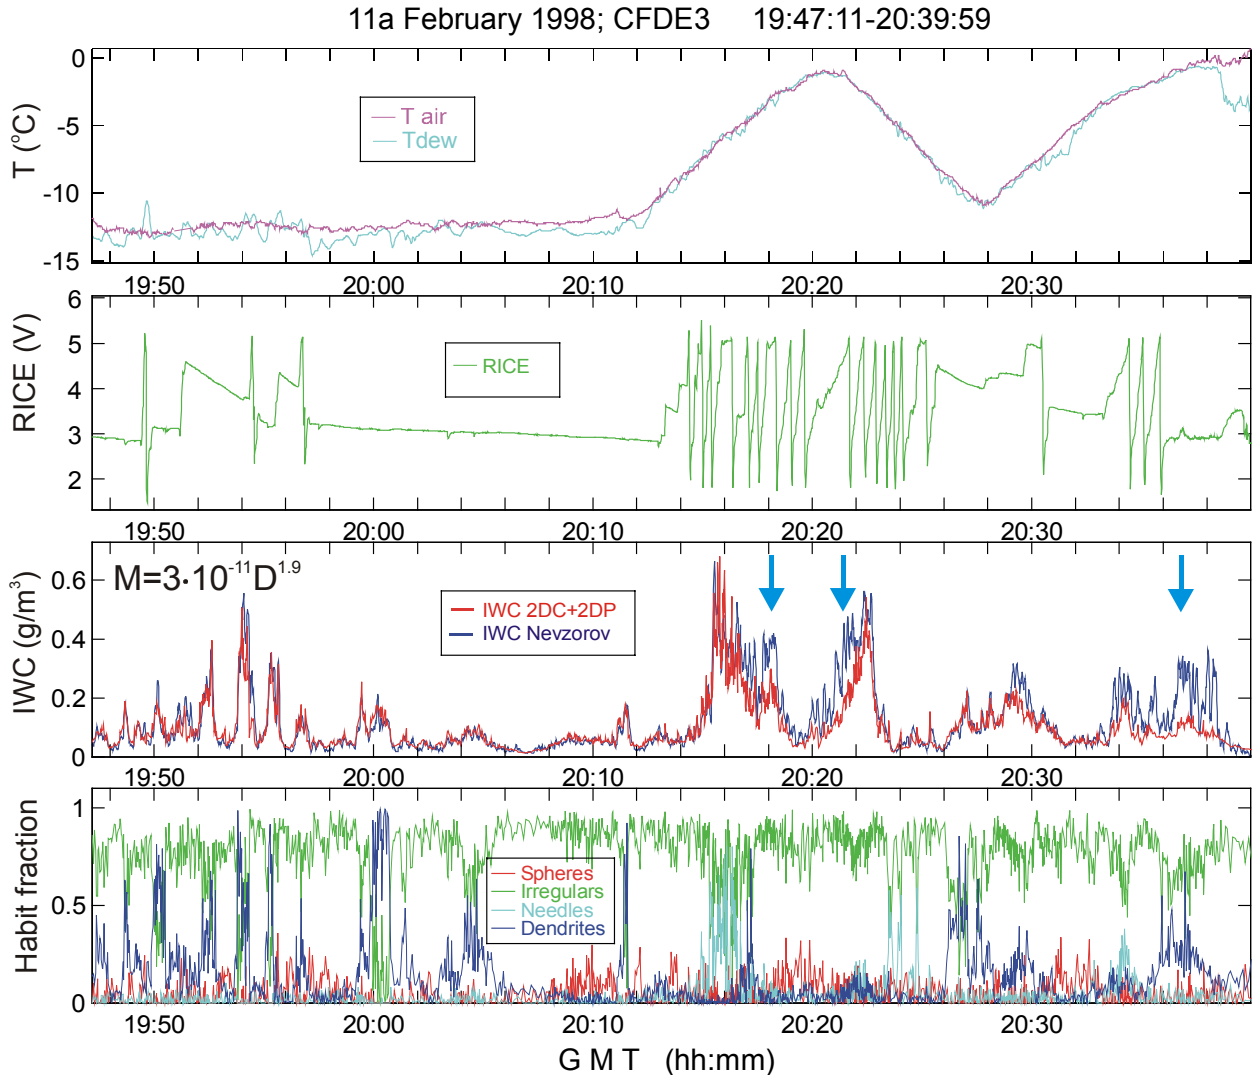 11a February 1998; CFDE3 19:47:11-20:39:59
T (°C)
0
-5
-10
-15
T air
Tdew
19:50 20:00 20:10 20:20 20:30
RICE (V)
6
5
4
3
2
RICE
19:50 20:00 20:10 20:20 20:30
IWC (g/m³)
0.6
0.4
0.2
0
M=3·10⁻¹¹D¹·⁹
IWC 2DC+2DP
IWC Nevzorov
19:50 20:00 20:10 20:20 20:30
Habit fraction
1
0.5
0
Spheres
Irregulars
Needles
Dendrites
19:50 20:00 20:10 20:20 20:30
G M T (hh:mm)